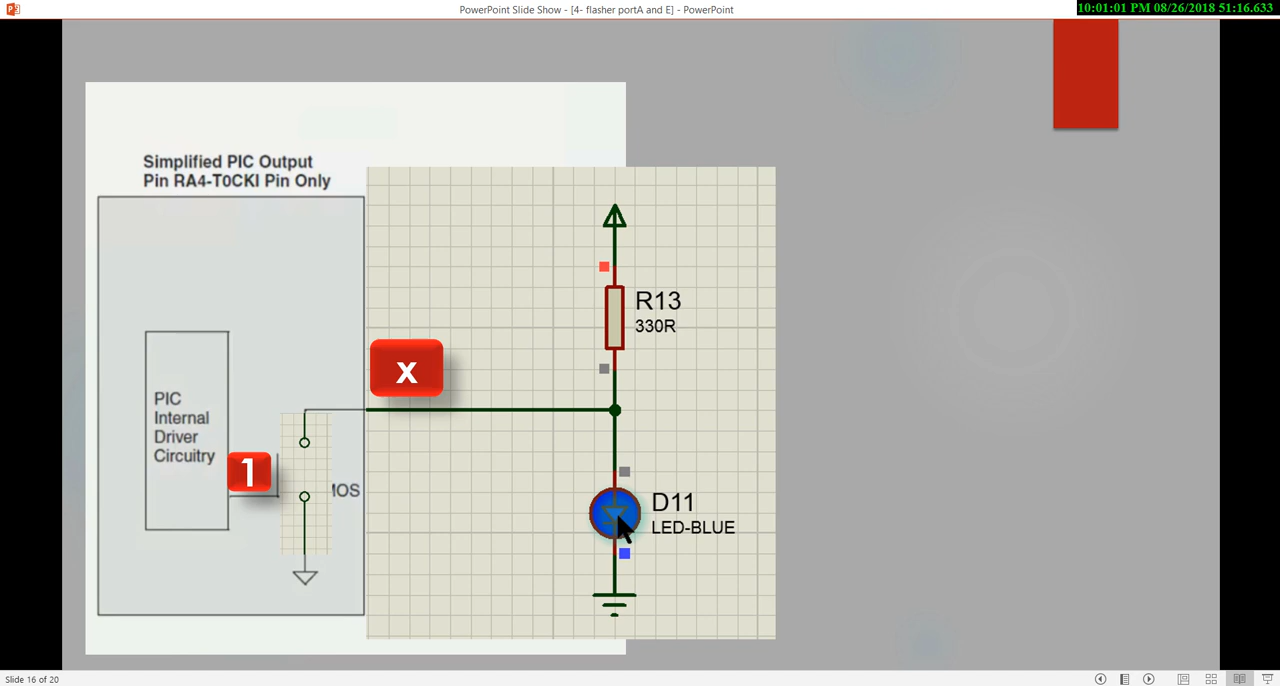 PowerPoint Slide Show - [4- flasher portA and E] - PowerPoint
10:01:01 PM 08/26/2018 51:16.633
Simplified PIC Output
Pin RA4-T0CKI Pin Only
R13
330R
x
PIC
Internal
Driver
Circuitry
1
MOS
D11
LED-BLUE
Slide 16 of 20